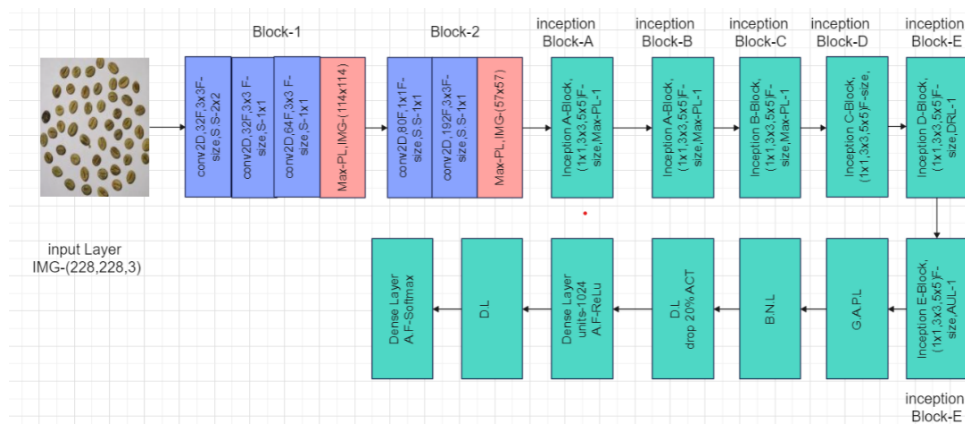 Block-1
Block-2
inception
Block-A
inception
Block-B
inception
Block-C
inception
Block-D
inception
Block-E
conv2D,32F,3x3F-
size,S S-2x2
conv2D,32F,3x3 F-
size,S-1x1
conv2D,64F,3x3 F-
size,S-1x1
Max-PL,IMG-(114x114)
conv2D,80F,1x1F-
size,S S-1x1
conv2D,192F,3x3F-
size,S S-1x1
Max-PL,IMG-(57x57)
Inception A-Block,
(1x1,3x3,5x5)F-
size,Max-PL-1
Inception A-Block,
(1x1,3x3,5x5)F-
size,Max-PL-1
Inception B-Block,
(1x1,3x3,5x5)F-
size,Max-PL-1
Inception C-Block,
(1x1,3x3,5x5)F-size,
Inception D-Block,
(1x1,3x3,5x5)F-
size,DRL-1
input Layer
IMG-(228,228,3)
Dense Layer
A.F-Softmax
D.L
Dense Layer
units-1024
A.F-ReLu
D.L
drop 20% ACT
B.N.L
G.A.P.L
Inception E-Block,
(1x1,3x3,5x5)F-
size,AUL-1
inception
Block-E